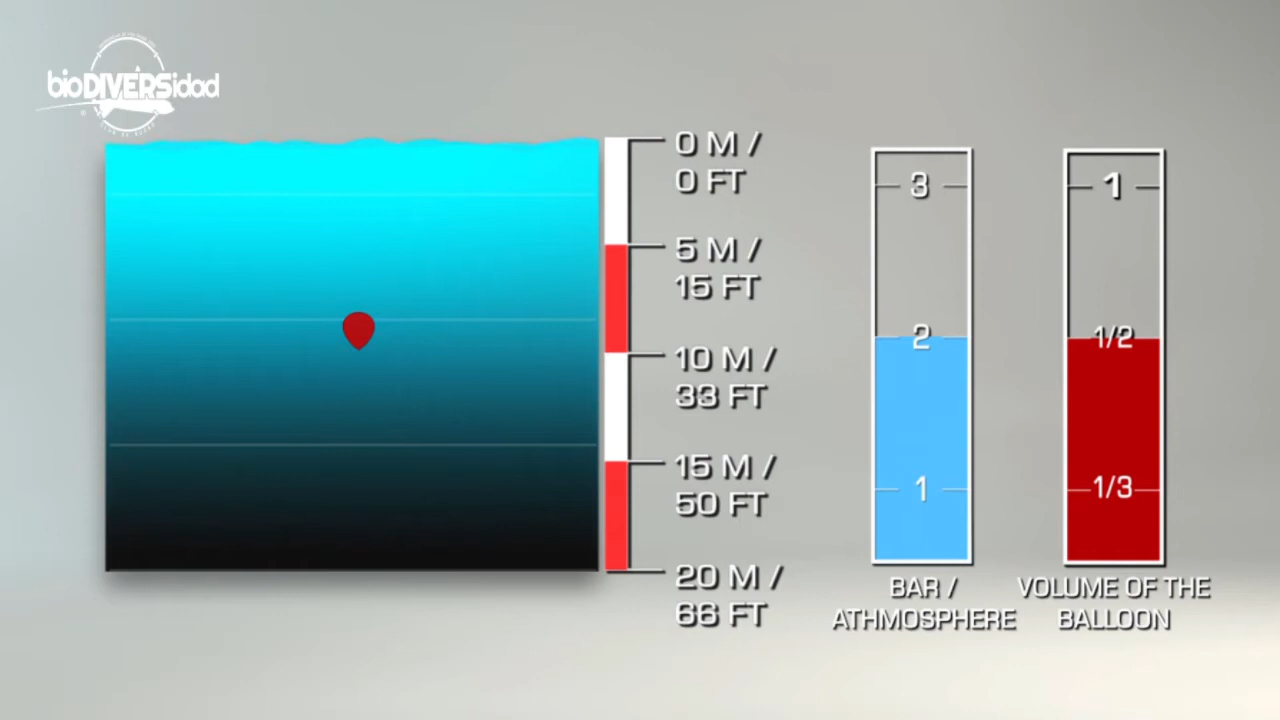 bioDIVERSidad
0 M /
0 FT
5 M /
15 FT
10 M /
33 FT
15 M /
50 FT
20 M /
66 FT
3
2
1
BAR /
ATHMOSPHERE
1
1/2
1/3
VOLUME OF THE
BALLOON